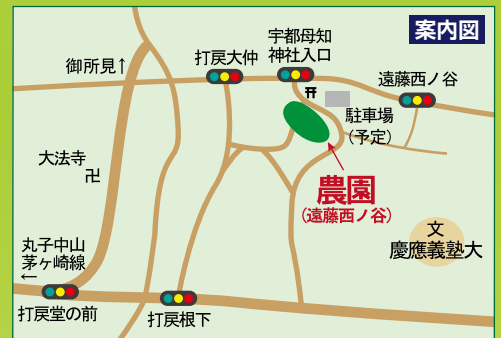 案内図
宇都母知
神社入口
打戻大仲
御所見↑
遠藤西ノ谷
駐車場
(予定)
大法寺
卍
農園
(遠藤西ノ谷)
文
慶應義塾大
丸子中山
茅ヶ崎線
←
打戻堂の前
打戻根下